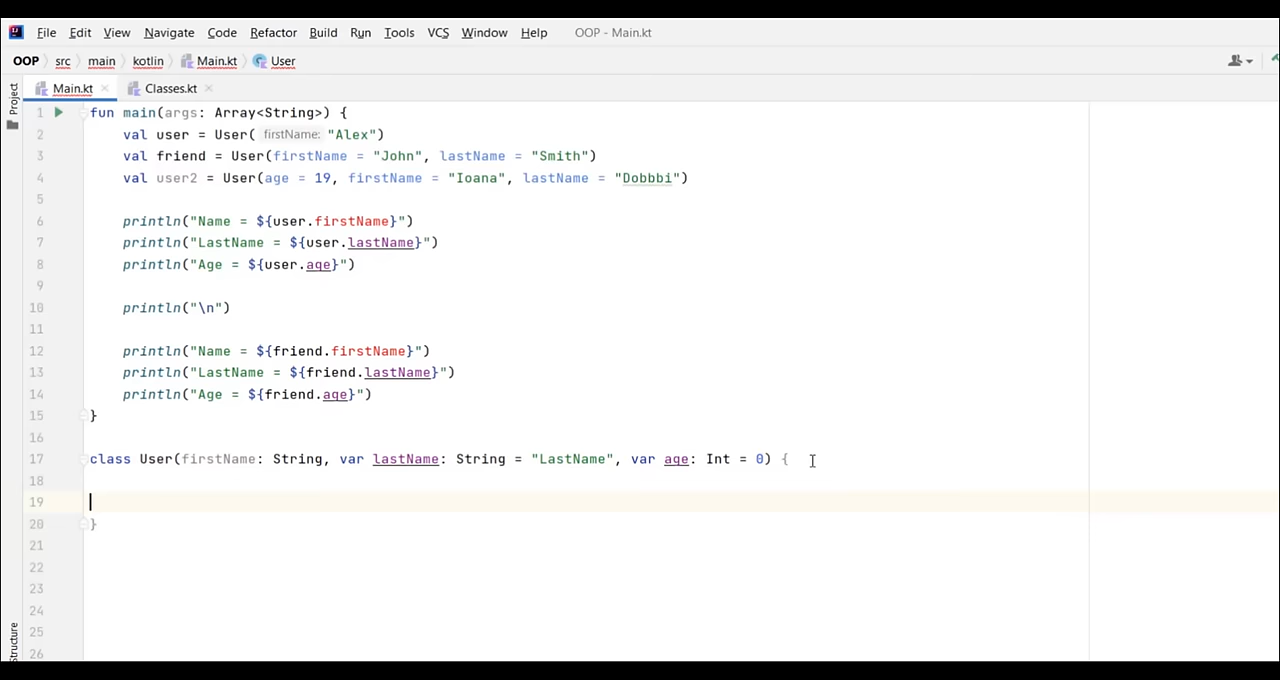 File Edit View Navigate Code Refactor Build Run Tools VCS Window Help OOP - Main.kt
OOP src main kotlin Main.kt User
Project
Main.kt Classes.kt
1 fun main(args: Array<String>) {
2 val user = User( firstName: "Alex")
3 val friend = User(firstName = "John", lastName = "Smith")
4 val user2 = User(age = 19, firstName = "Ioana", lastName = "Dobbbi")
5
6 println("Name = ${user.firstName}")
7 println("LastName = ${user.lastName}")
8 println("Age = ${user.age}")
9
10 println("\n")
11
12 println("Name = ${friend.firstName}")
13 println("LastName = ${friend.lastName}")
14 println("Age = ${friend.age}")
15 }
16
17 class User(firstName: String, var lastName: String = "LastName", var age: Int = 0) {
18
19
20 }
21
22
23
24
25
26
Structure